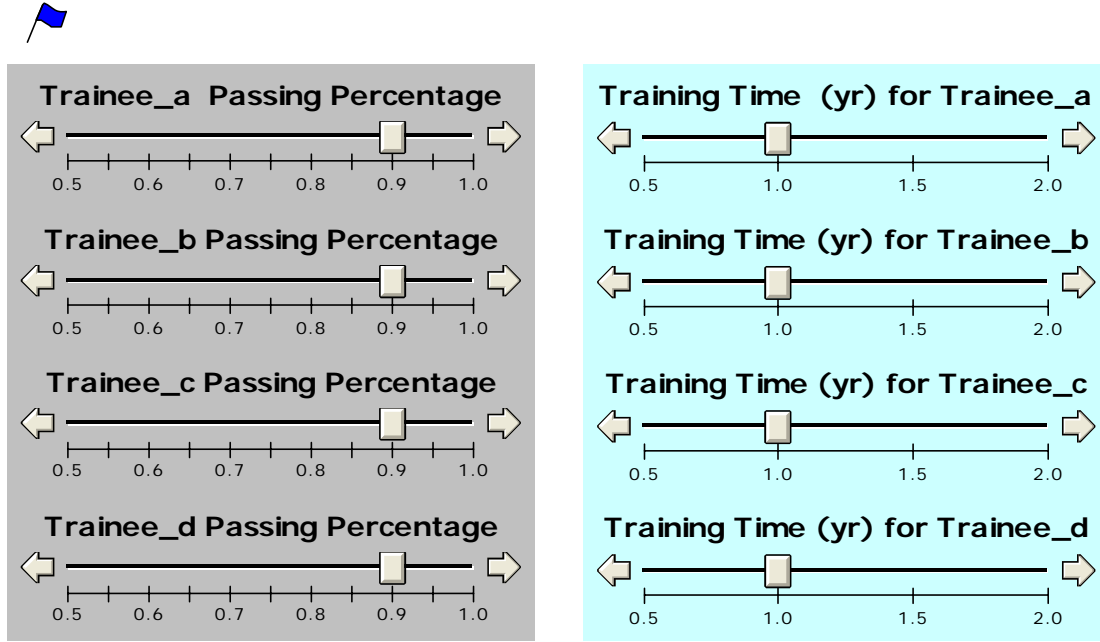 Trainee_a  Passing Percentage
0.5 0.6 0.7 0.8 0.9 1.0
Trainee_b Passing Percentage
0.5 0.6 0.7 0.8 0.9 1.0
Trainee_c Passing Percentage
0.5 0.6 0.7 0.8 0.9 1.0
Trainee_d Passing Percentage
0.5 0.6 0.7 0.8 0.9 1.0
Training Time  (yr) for Trainee_a
0.5 1.0 1.5 2.0
Training Time (yr) for Trainee_b
0.5 1.0 1.5 2.0
Training Time (yr) for Trainee_c
0.5 1.0 1.5 2.0
Training Time (yr) for Trainee_d
0.5 1.0 1.5 2.0